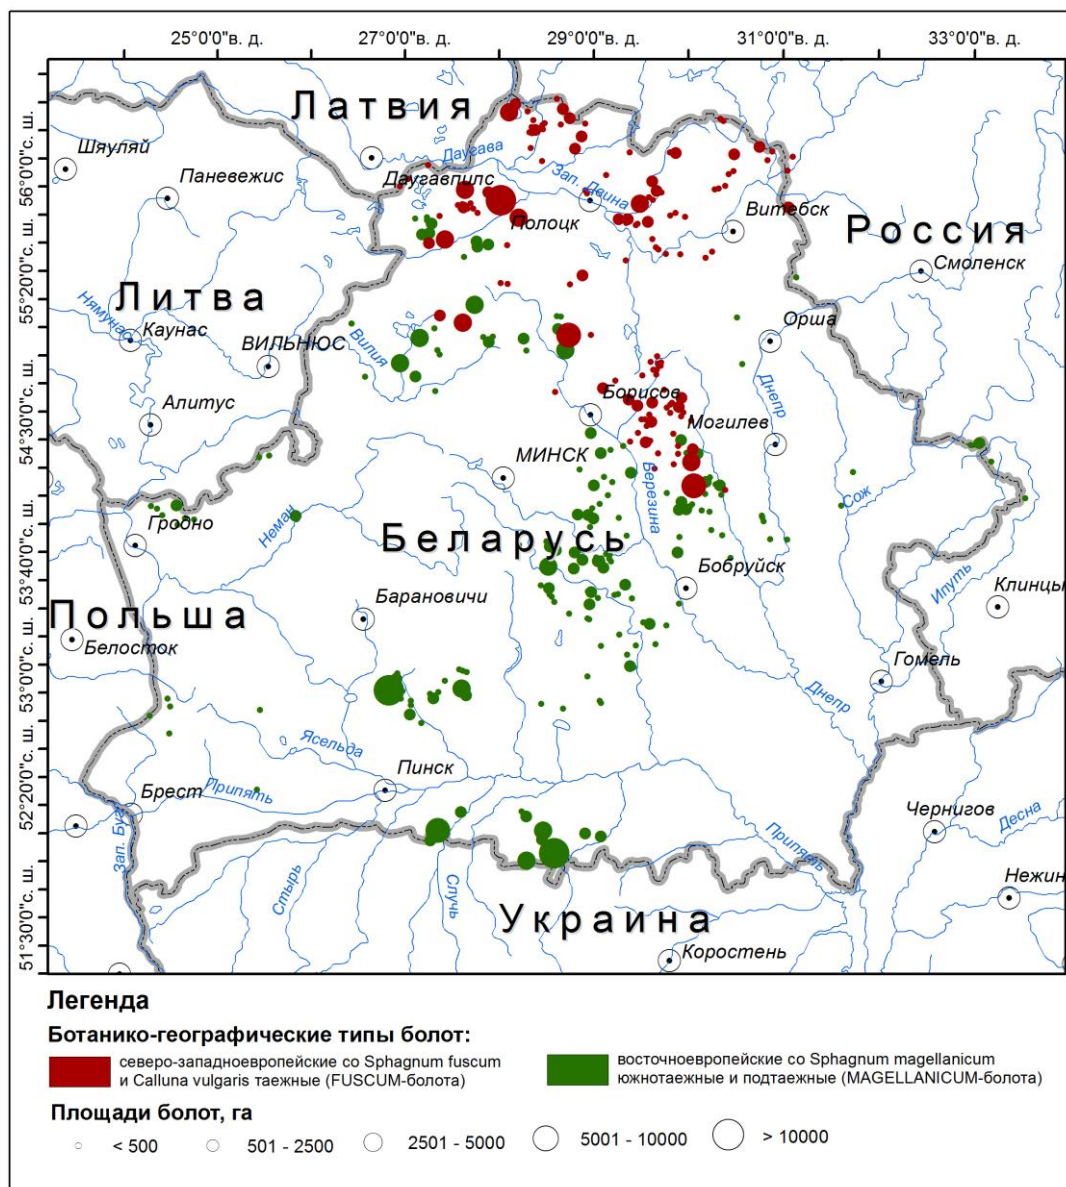 25°0'0"в. д.
27°0'0"в. д.
29°0'0"в. д.
31°0'0"в. д.
33°0'0"в. д.
56°0'0"с. ш.
55°20'0"с. ш.
54°30'0"с. ш.
53°40'0"с. ш.
53°0'0"с. ш.
52°20'0"с. ш.
51°30'0"с. ш.
Латвия
Шяуляй
Даугава
Паневежис
Даугавпилс
Зап. Двина
Полоцк
Витебск
Россия
Смоленск
Литва
Нямунас
Каунас
ВИЛЬНЮС
Вилия
Орша
Алитус
Борисов
Днепр
Могилев
МИНСК
Березина
Сож
Гродно
Неман
Беларусь
Бобруйск
Ипуть
Клинцы
Барановичи
Польша
Белосток
Гомель
Днепр
Ясельда
Пинск
Припять
Брест
Зап. Буг
Чернигов
Десна
Припять
Стырь
Случь
Нежин
Украина
Коростень
Легенда
Ботанико-географические типы болот:
северо-западноевропейские со Sphagnum fuscum
и Calluna vulgaris таежные (FUSCUM-болота)
восточноевропейские со Sphagnum magellanicum
южнотаежные и подтаежные (MAGELLANICUM-болота)
Площади болот, га
< 500
501 - 2500
2501 - 5000
5001 - 10000
> 10000